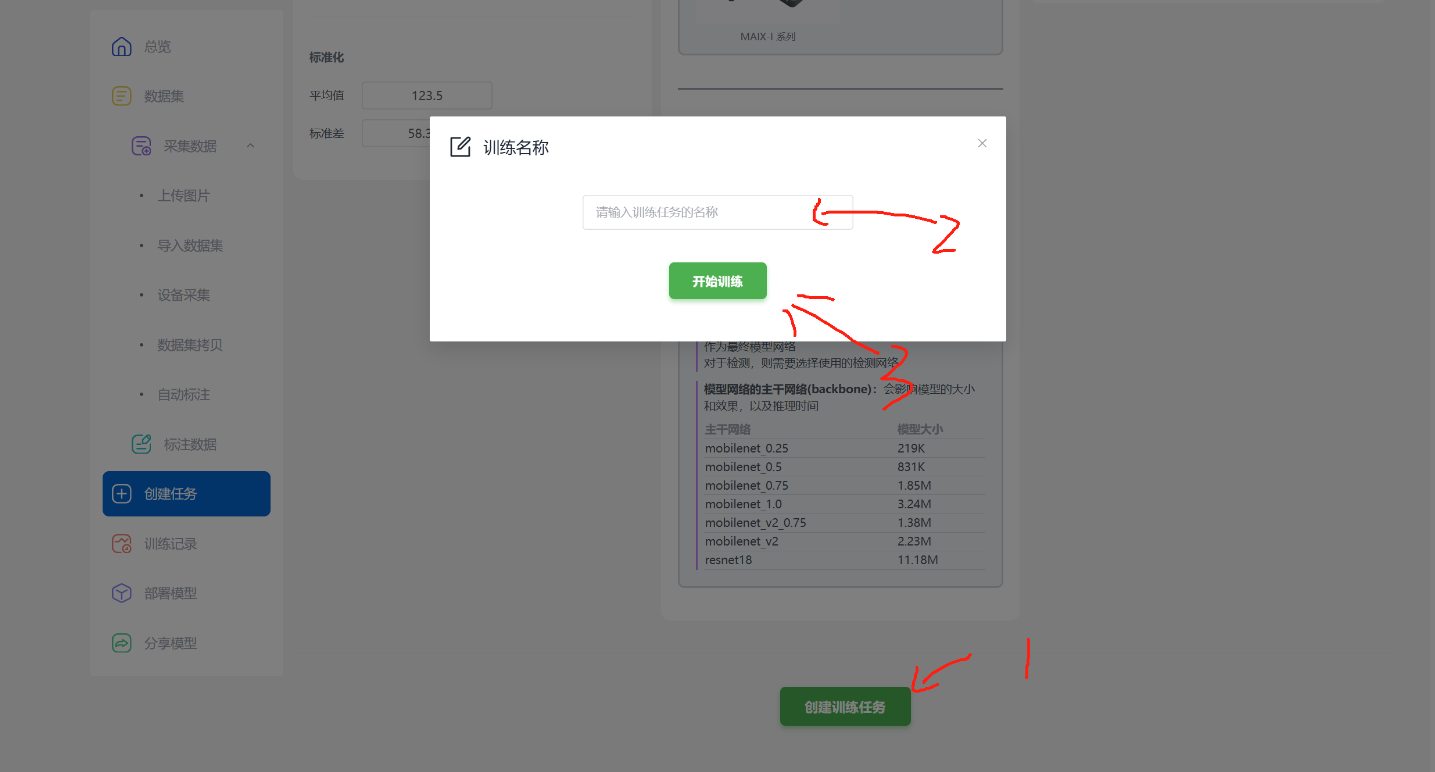 总览
数据集
采集数据
上传图片
导入数据集
设备采集
数据集拷贝
自动标注
标注数据
创建任务
训练记录
部署模型
分享模型
标准化
平均值 123.5
标准差 58.3
MAIX-I 系列
训练名称
请输入训练任务的名称
2
开始训练
3
作为最终模型网络
对于检测，则需要选择使用的检测网络
模型网络的主干网络(backbone)：会影响模型的大小
和效果，以及推理时间
主干网络 模型大小
mobilenet_0.25 219K
mobilenet_0.5 831K
mobilenet_0.75 1.85M
mobilenet_1.0 3.24M
mobilenet_v2_0.75 1.38M
mobilenet_v2 2.23M
resnet18 11.18M
1
创建训练任务